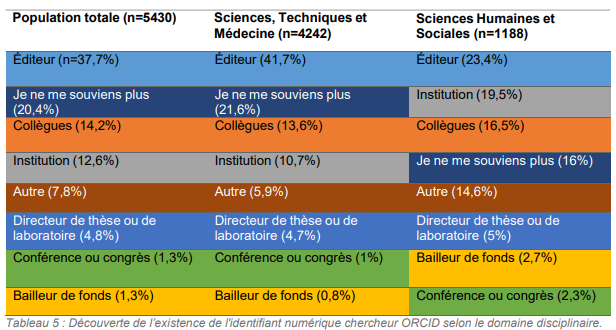 Population totale (n=5430)
Sciences, Techniques et
Médecine (n=4242)
Sciences Humaines et
Sociales (n=1188)
Éditeur (n=37,7%)
Éditeur (41,7%)
Éditeur (23,4%)
Je ne me souviens plus
(20,4%)
Je ne me souviens plus
(21,6%)
Institution (19,5%)
Collègues (14,2%)
Collègues (13,6%)
Collègues (16,5%)
Institution (12,6%)
Institution (10,7%)
Je ne me souviens plus (16%)
Autre (7,8%)
Autre (5,9%)
Autre (14,6%)
Directeur de thèse ou de
laboratoire (4,8%)
Directeur de thèse ou de
laboratoire (4,7%)
Directeur de thèse ou de
laboratoire (5%)
Conférence ou congrès (1,3%)
Conférence ou congrès (1%)
Bailleur de fonds (2,7%)
Bailleur de fonds (1,3%)
Bailleur de fonds (0,8%)
Conférence ou congrès (2,3%)
Tableau 5 : Découverte de l'existence de l'identifiant numérique chercheur ORCID selon le domaine disciplinaire.